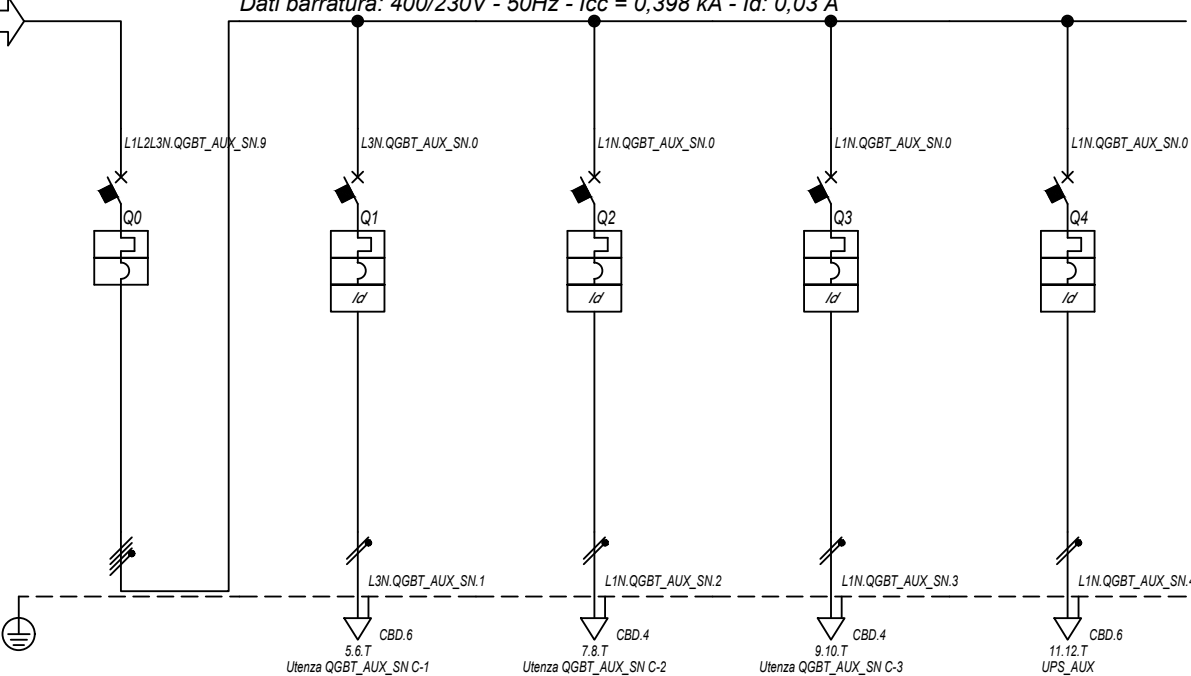 Dati barratura: 400/230V - 50Hz - Icc = 0,398 kA - Id: 0,03 A
L1L2L3N.QGBT_AUX_SN.9 L3N.QGBT_AUX_SN.0 L1N.QGBT_AUX_SN.0 L1N.QGBT_AUX_SN.0 L1N.QGBT_AUX_SN.0
Q0 Q1 Q2 Q3 Q4
Id Id Id Id
L3N.QGBT_AUX_SN.1 L1N.QGBT_AUX_SN.2 L1N.QGBT_AUX_SN.3 L1N.QGBT_AUX_SN.4
CBD.6 CBD.4 CBD.4 CBD.6
5.6.T 7.8.T 9.10.T 11.12.T
Utenza QGBT_AUX_SN C-1 Utenza QGBT_AUX_SN C-2 Utenza QGBT_AUX_SN C-3 UPS_AUX